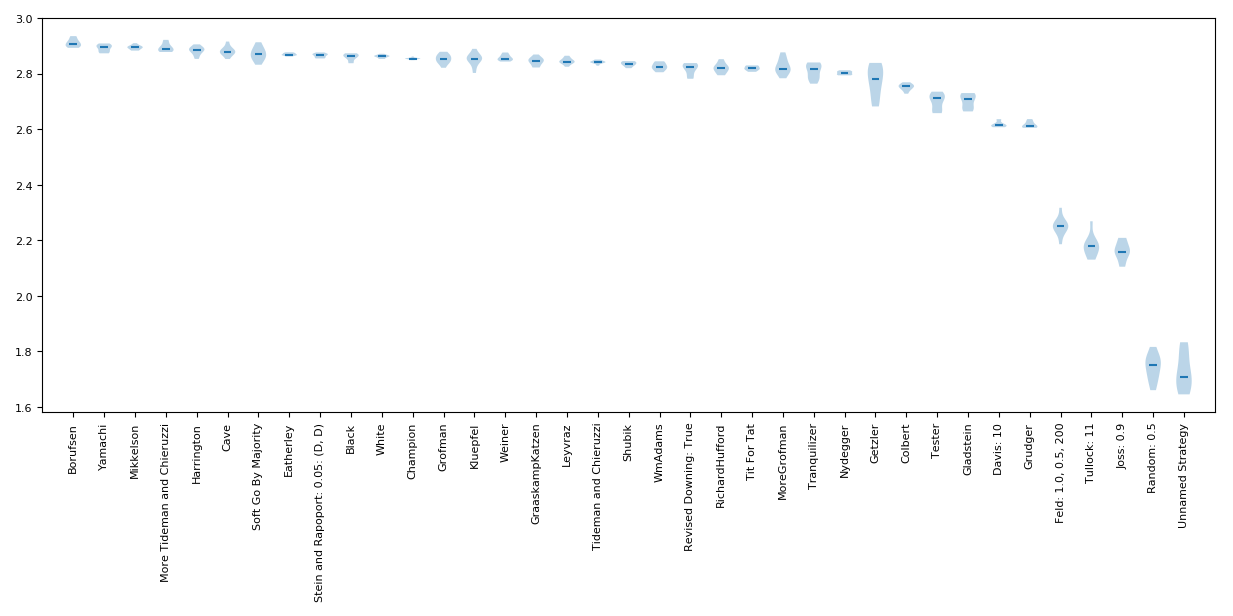 3.0
2.8
2.6
2.4
2.2
2.0
1.8
1.6
Borufsen
Yamachi
Mikkelson
More Tideman and Chieruzzi
Harrington
Cave
Soft Go By Majority
Eatherley
Stein and Rapoport: 0.05: (D, D)
Black
White
Champion
Grofman
Kluepfel
Weiner
GraaskampKatzen
Leyvraz
Tideman and Chieruzzi
Shubik
WmAdams
Revised Downing: True
RichardHufford
Tit For Tat
MoreGrofman
Tranquilizer
Nydegger
Getzler
Colbert
Tester
Gladstein
Davis: 10
Grudger
Feld: 1.0, 0.5, 200
Tullock: 11
Joss: 0.9
Random: 0.5
Unnamed Strategy